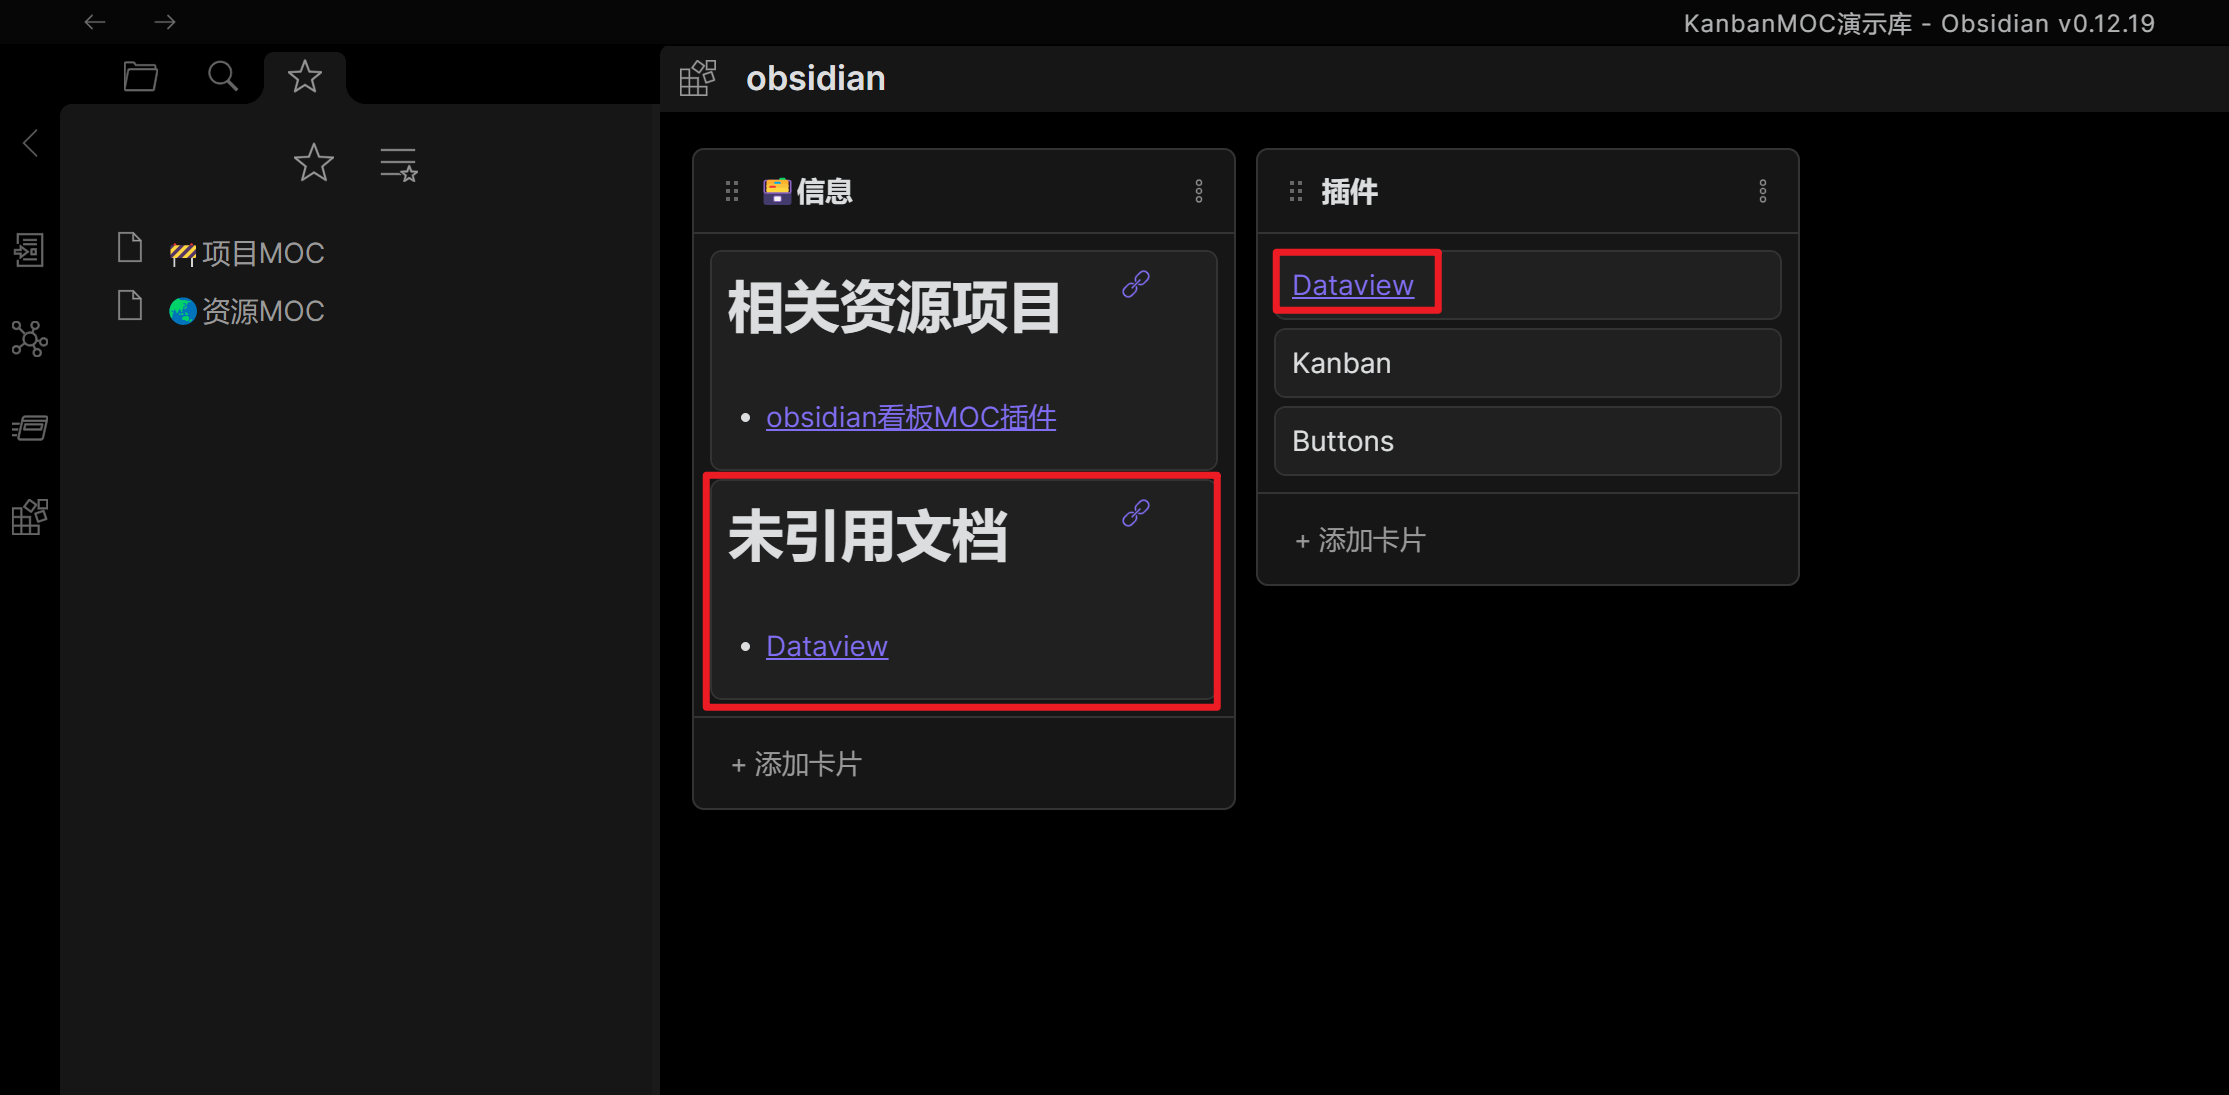 KanbanMOC演示库 - Obsidian v0.12.19
obsidian
🚧项目MOC
🌏资源MOC
🗃️信息
相关资源项目
obsidian看板MOC插件
未引用文档
Dataview
+ 添加卡片
插件
Dataview
Kanban
Buttons
+ 添加卡片